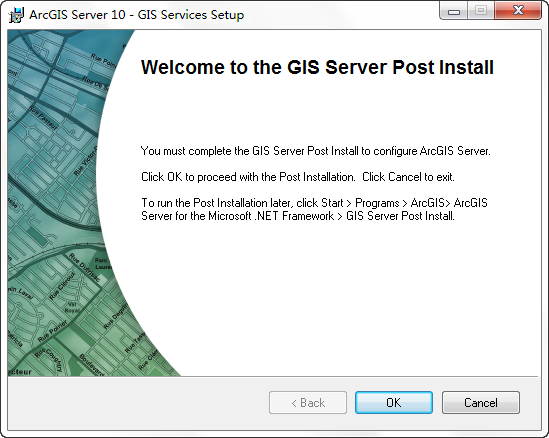 ArcGIS Server 10 - GIS Services Setup
Welcome to the GIS Server Post Install
You must complete the GIS Server Post Install to configure ArcGIS Server.
Click OK to proceed with the Post Installation.  Click Cancel to exit.
To run the Post Installation later, click Start > Programs > ArcGIS> ArcGIS
Server for the Microsoft .NET Framework > GIS Server Post Install.
< Back
OK
Cancel